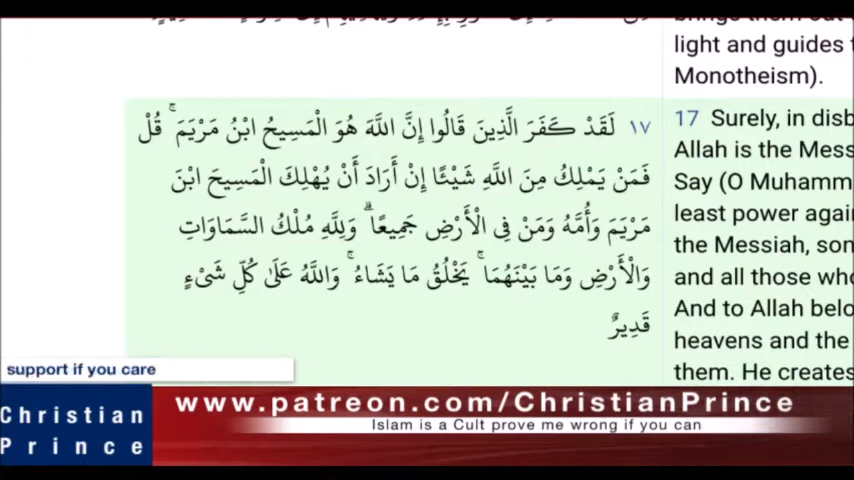 light and guides t
Monotheism).
١٧ لَقَدْ كَفَرَ الَّذِينَ قَالُوا إِنَّ اللَّهَ هُوَ الْمَسِيحُ ابْنُ مَرْيَمَ ۚ قُلْ
فَمَنْ يَمْلِكُ مِنَ اللَّهِ شَيْئًا إِنْ أَرَادَ أَنْ يُهْلِكَ الْمَسِيحَ ابْنَ
مَرْيَمَ وَأُمَّهُ وَمَنْ فِى الْأَرْضِ جَمِيعًا ۗ وَلِلَّهِ مُلْكُ السَّمَاوَاتِ
وَالْأَرْضِ وَمَا بَيْنَهُمَا ۚ يَخْلُقُ مَا يَشَاءُ ۚ وَاللَّهُ عَلَىٰ كُلِّ شَىْءٍ
قَدِيرٌ
17 Surely, in disb
Allah is the Mess
Say (O Muhamm
least power agai
the Messiah, son
and all those who
And to Allah belo
heavens and the
them. He creates
support if you care
Christian
Prince
www.patreon.com/ChristianPrince
Islam is a Cult prove me wrong if you can